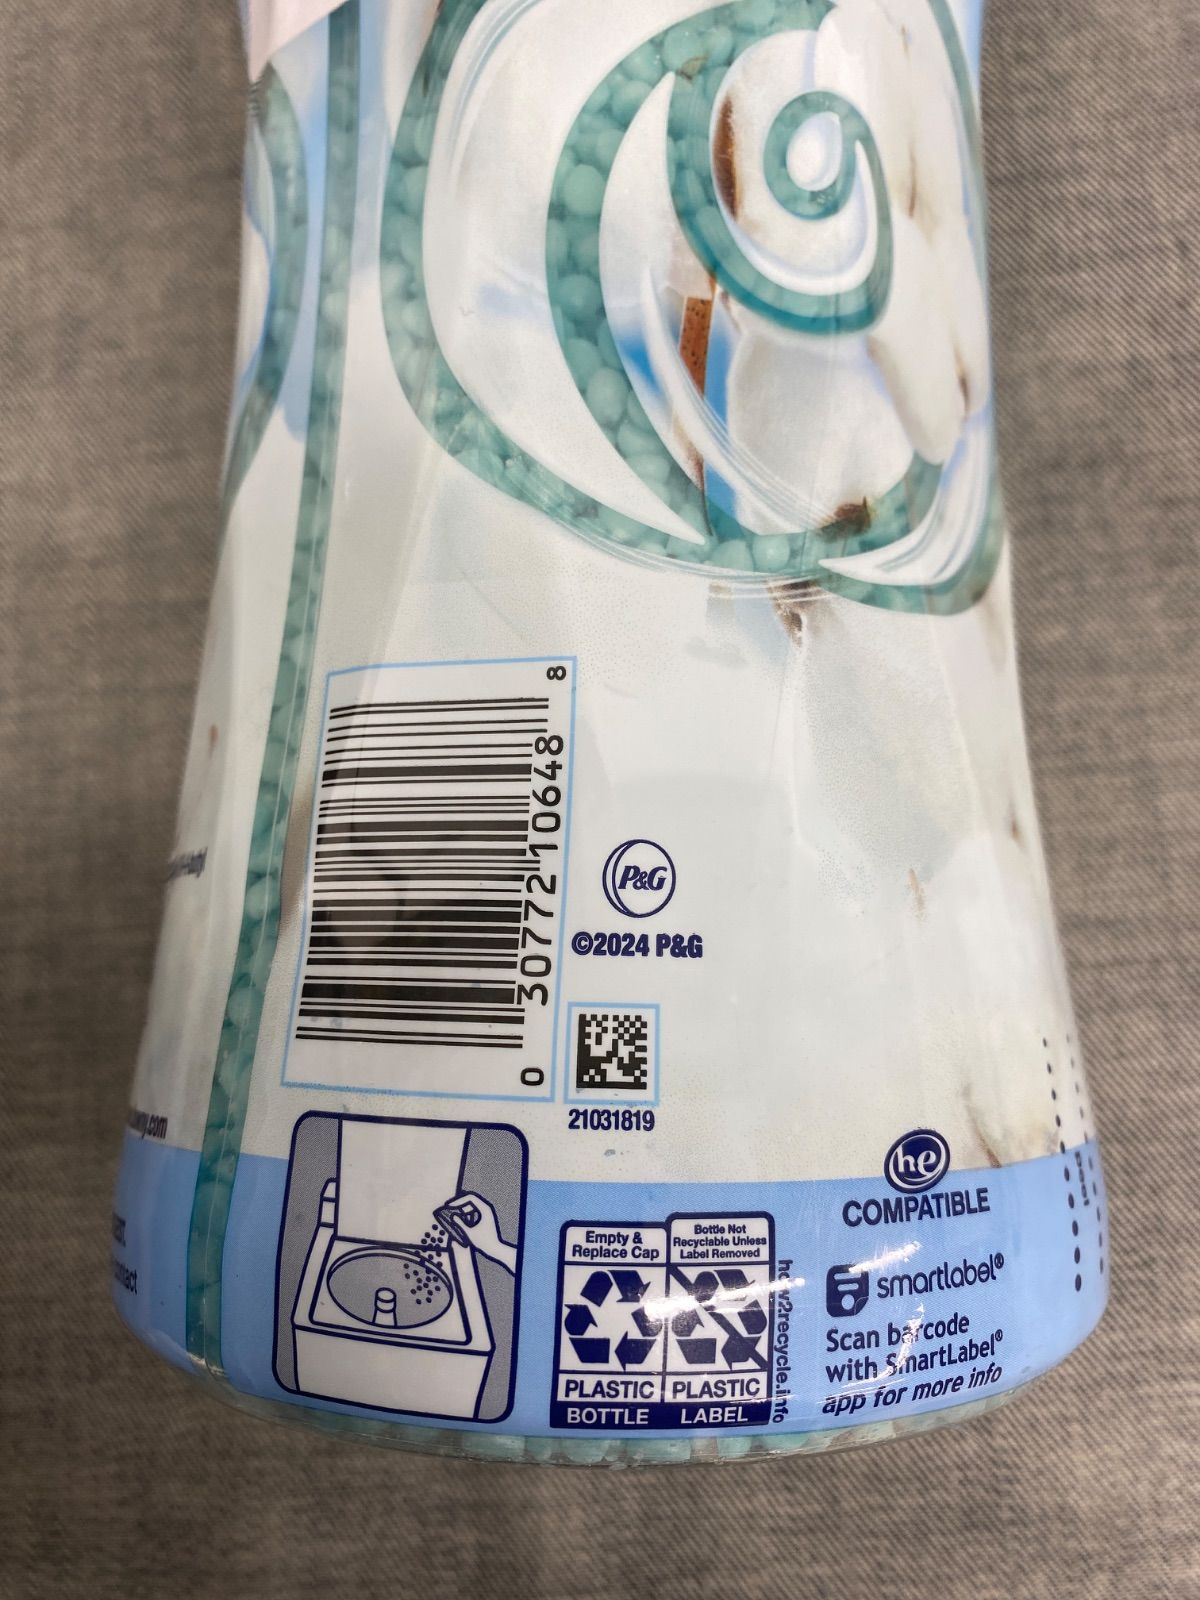 8
30772 10648
0
P&G
©2024 P&G
21031819
he
COMPATIBLE
Empty &
Replace Cap
PLASTIC
BOTTLE
Bottle Not
Recyclable Unless
Label Removed
PLASTIC
LABEL
how2recycle.info
smartlabel®
Scan barcode
with SmartLabel®
app for more info